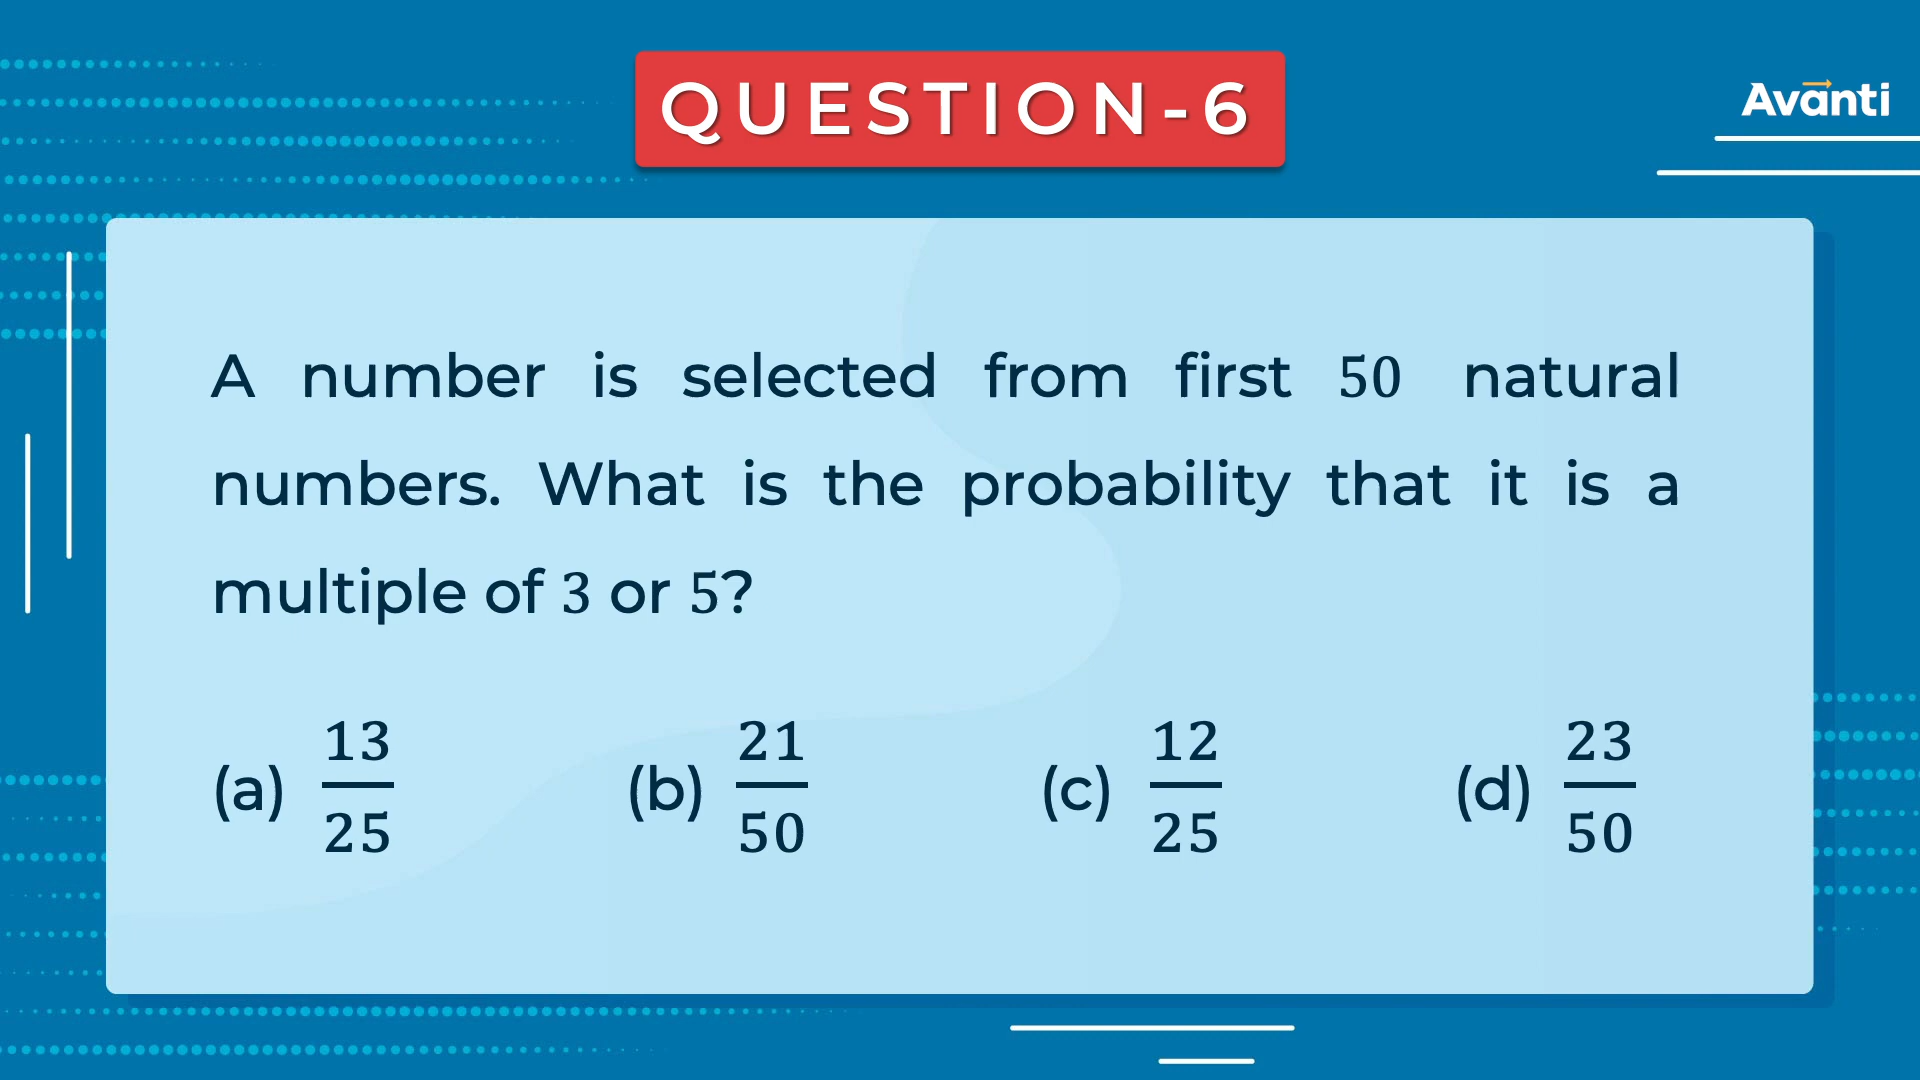 QUESTION-6
Avanti
A number is selected from first 50 natural
numbers. What is the probability that it is a
multiple of 3 or 5?
(a) 13/25 (b) 21/50 (c) 12/25 (d) 23/50